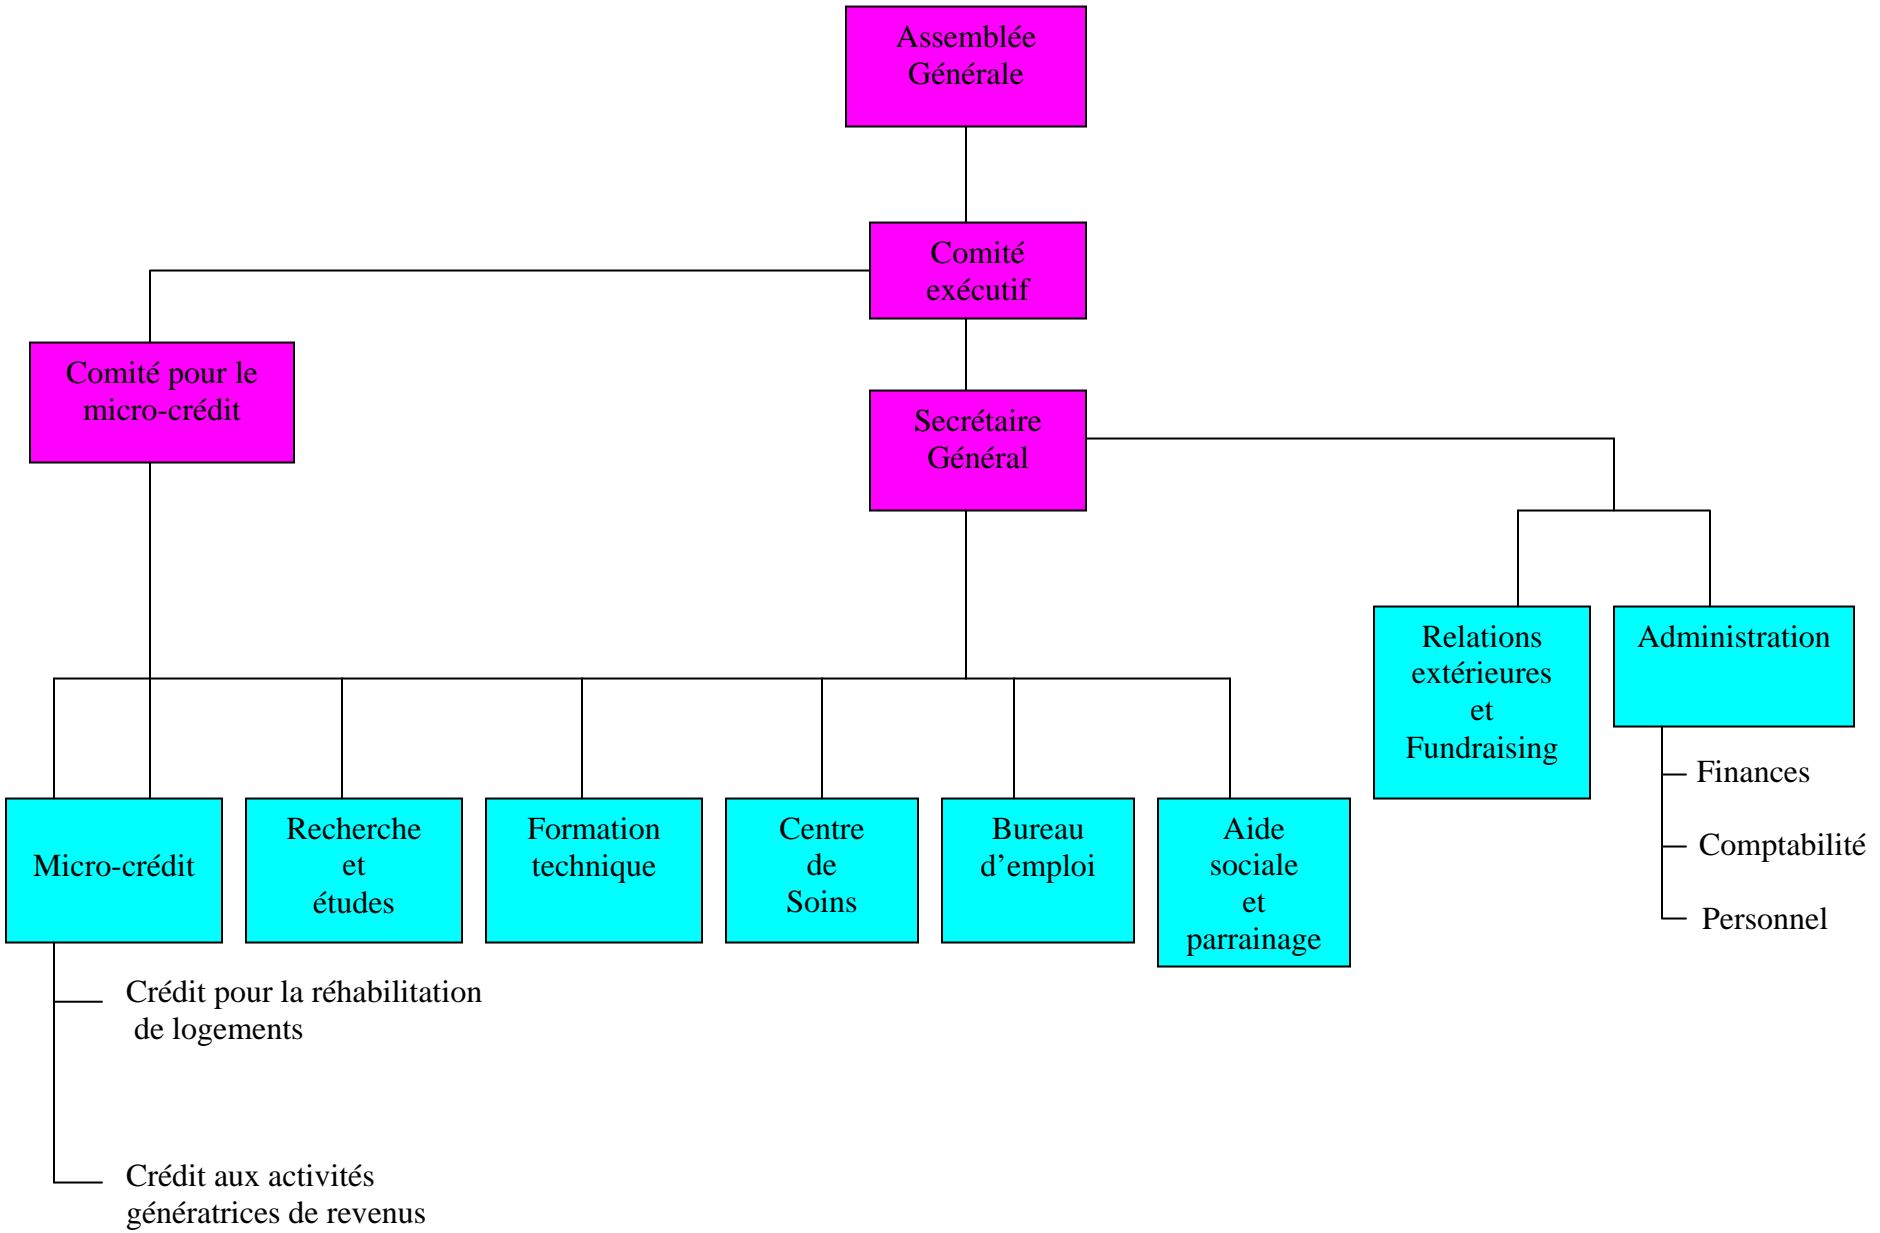 Assemblée
Générale
Comité
exécutif
Comité pour le
micro-crédit
Secrétaire
Général
Relations
extérieures
et
Fundraising
Administration
Finances
Comptabilité
Personnel
Micro-crédit
Recherche
et
études
Formation
technique
Centre
de
Soins
Bureau
d’emploi
Aide
sociale
et
parrainage
Crédit pour la réhabilitation
de logements
Crédit aux activités
génératrices de revenus